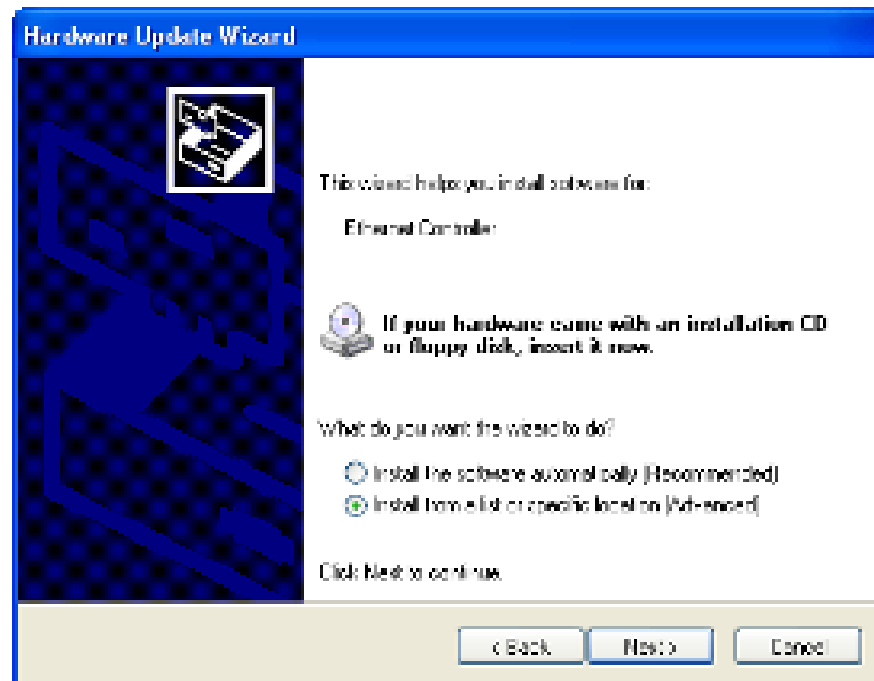 Hardware Update Wizard
This wizard helps you install software for:
Ethernet Controller
If your hardware came with an installation CD
or floppy disk, insert it now.
What do you want the wizard to do?
Install the software automatically (Recommended)
Install from a list or specific location (Advanced)
Click Next to continue.
< Back
Next >
Cancel